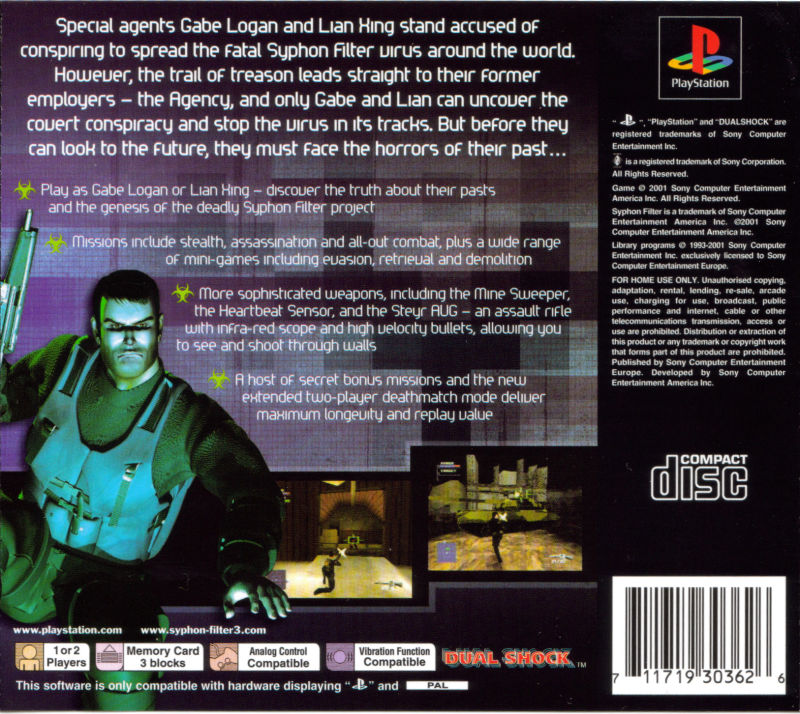 Special agents Gabe Logan and Lian Xing stand accused of
conspiring to spread the fatal Syphon Filter virus around the world.
However, the trail of treason leads straight to their former
employers – the Agency, and only Gabe and Lian can uncover the
covert conspiracy and stop the virus in its tracks. But before they
can look to the future, they must face the horrors of their past...
Play as Gabe Logan or Lian Xing – discover the truth about their pasts
and the genesis of the deadly Syphon Filter project
Missions include stealth, assassination and all-out combat, plus a wide range
of mini-games including evasion, retrieval and demolition
More sophisticated weapons, including the Mine Sweeper,
the Heartbeat Sensor, and the Steyr AUG – an assault rifle
with infra-red scope and high velocity bullets, allowing you
to see and shoot through walls
A host of secret bonus missions and the new
extended two-player deathmatch mode deliver
maximum longevity and replay value
www.playstation.com www.syphon-filter3.com
1 or 2
Players
Memory Card
3 blocks
Analog Control
Compatible
Vibration Function
Compatible
DUAL SHOCK™
This software is only compatible with hardware displaying " " and PAL
PlayStation
" ", "PlayStation" and "DUALSHOCK" are
registered trademarks of Sony Computer
Entertainment Inc.
is a registered trademark of Sony Corporation.
All Rights Reserved.
Game © 2001 Sony Computer Entertainment
America Inc. All Rights Reserved.
Syphon Filter is a trademark of Sony Computer
Entertainment America Inc. ©2001 Sony
Computer Entertainment America Inc.
Library programs © 1993-2001 Sony Computer
Entertainment Inc. exclusively licensed to Sony
Computer Entertainment Europe.
FOR HOME USE ONLY. Unauthorised copying,
adaptation, rental, lending, re-sale, arcade
use, charging for use, broadcast, public
performance and internet, cable or other
telecommunications transmission, access or
use are prohibited. Distribution or extraction of
this product or any trademark or copyright work
that forms part of this product are prohibited.
Published by Sony Computer Entertainment
Europe. Developed by Sony Computer
Entertainment America Inc.
COMPACT
disc
7 11719 30362 6